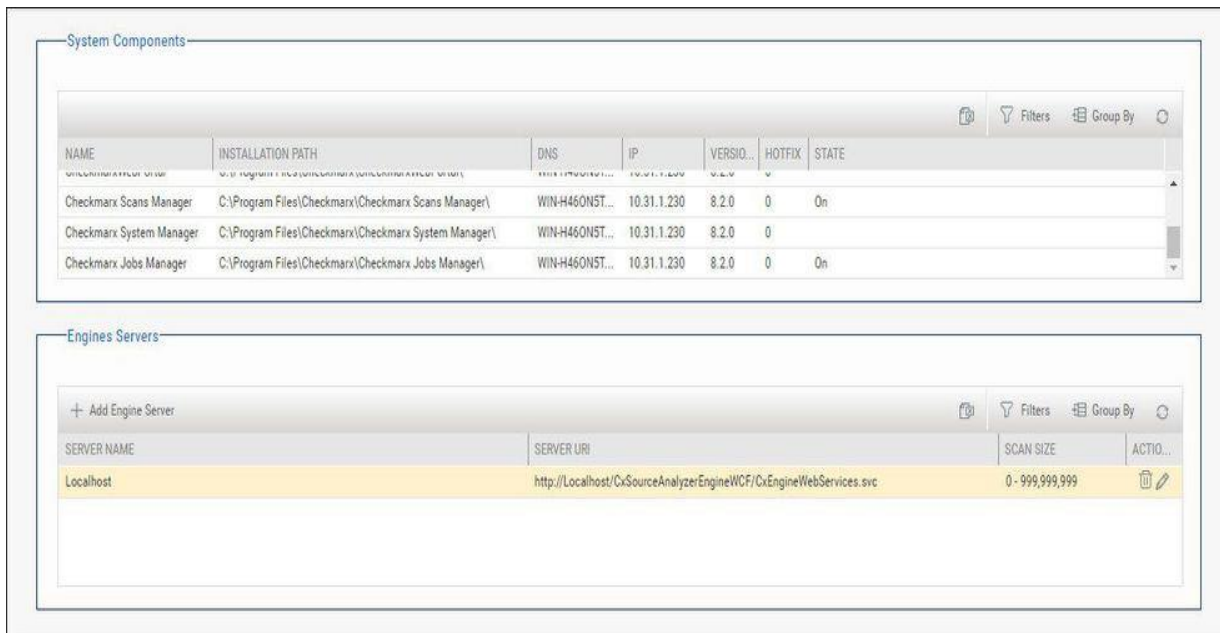 System Components
Filters Group By
NAME INSTALLATION PATH DNS IP VERSIO... HOTFIX STATE
Checkmarx Scans Manager C:\Program Files\Checkmarx\Checkmarx Scans Manager\ WIN-H46ON5T... 10.31.1.230 8.2.0 0 On
Checkmarx System Manager C:\Program Files\Checkmarx\Checkmarx System Manager\ WIN-H46ON5T... 10.31.1.230 8.2.0 0
Checkmarx Jobs Manager C:\Program Files\Checkmarx\Checkmarx Jobs Manager\ WIN-H46ON5T... 10.31.1.230 8.2.0 0 On
Engines Servers
Add Engine Server Filters Group By
SERVER NAME SERVER URI SCAN SIZE ACTIO...
Localhost http://Localhost/CxSourceAnalyzerEngineWCF/CxEngineWebServices.svc 0 - 999,999,999